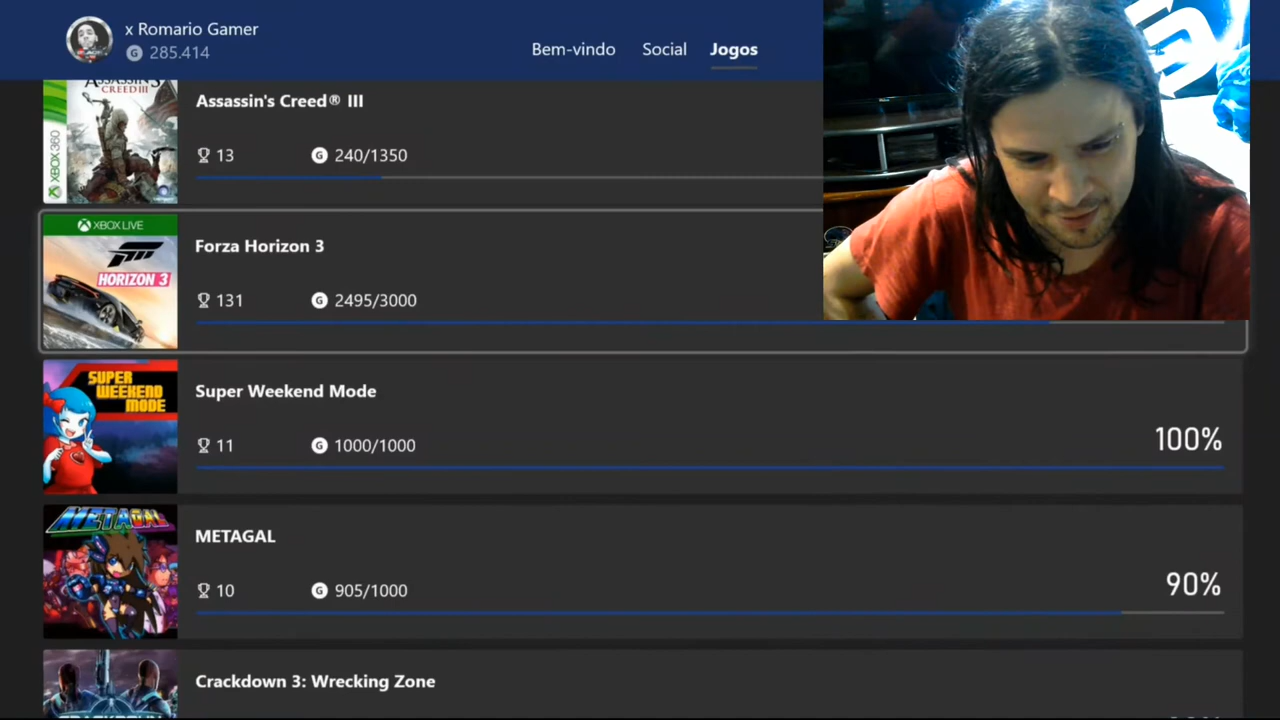 x Romario Gamer
G 285.414
Bem-vindo Social Jogos
ASSASSIN'S
CREED III
XBOX 360
Assassin's Creed® III
13 G 240/1350
XBOX LIVE
HORIZON 3
Forza Horizon 3
131 G 2495/3000
SUPER
WEEKEND
MODE
Super Weekend Mode
11 G 1000/1000
100%
METAGAL
METAGAL
10 G 905/1000
90%
CRACKDOWN
Crackdown 3: Wrecking Zone